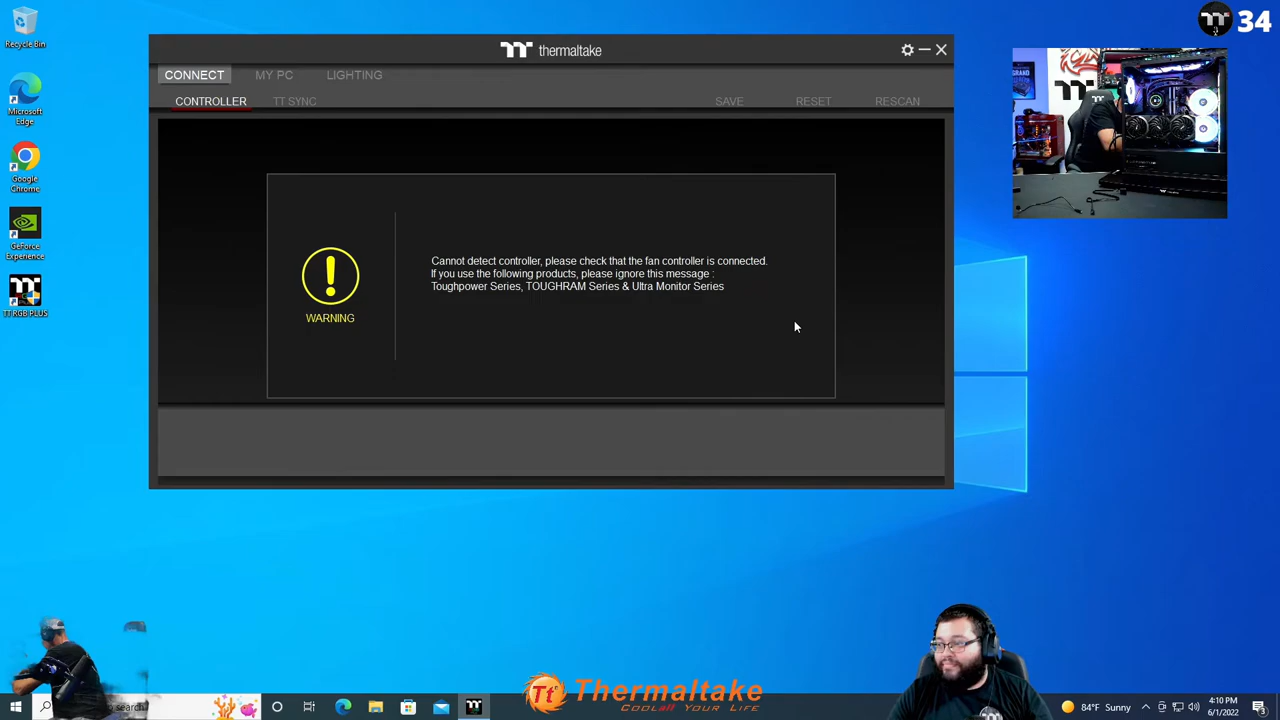 Recycle Bin
Microsoft
Edge
Google
Chrome
GeForce
Experience
TT RGB PLUS
thermaltake
CONNECT MY PC LIGHTING
CONTROLLER TT SYNC SAVE RESET RESCAN
WARNING
Cannot detect controller, please check that the fan controller is connected.
If you use the following products, please ignore this message :
Toughpower Series, TOUGHRAM Series & Ultra Monitor Series
34
Tt Thermaltake
COOL all YOUR LIFE
search
84°F Sunny
4:10 PM
6/1/2022
3